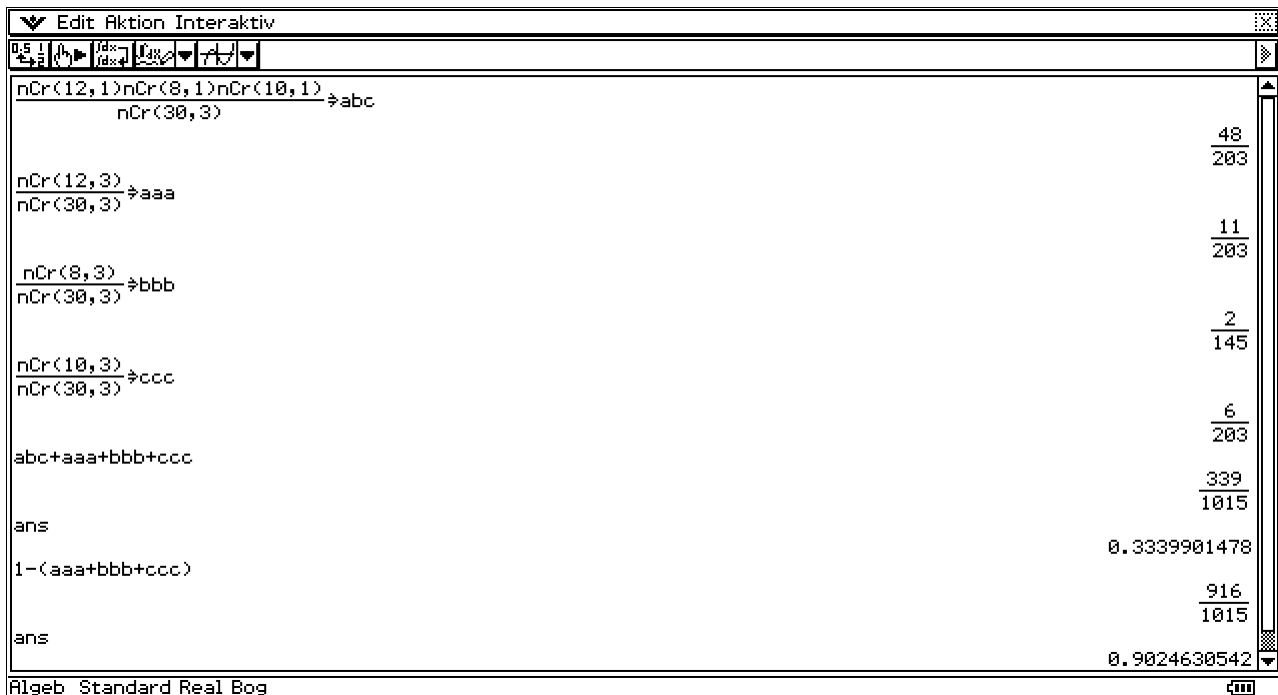 Edit Aktion Interaktiv
nCr(12,1)nCr(8,1)nCr(10,1)
nCr(30,3)
⇒abc
48
203
nCr(12,3)
nCr(30,3)
⇒aaa
11
203
nCr(8,3)
nCr(30,3)
⇒bbb
2
145
nCr(10,3)
nCr(30,3)
⇒ccc
6
203
abc+aaa+bbb+ccc
339
1015
ans
0.3339901478
1-(aaa+bbb+ccc)
916
1015
ans
0.9024630542
Algeb Standard Real Bog